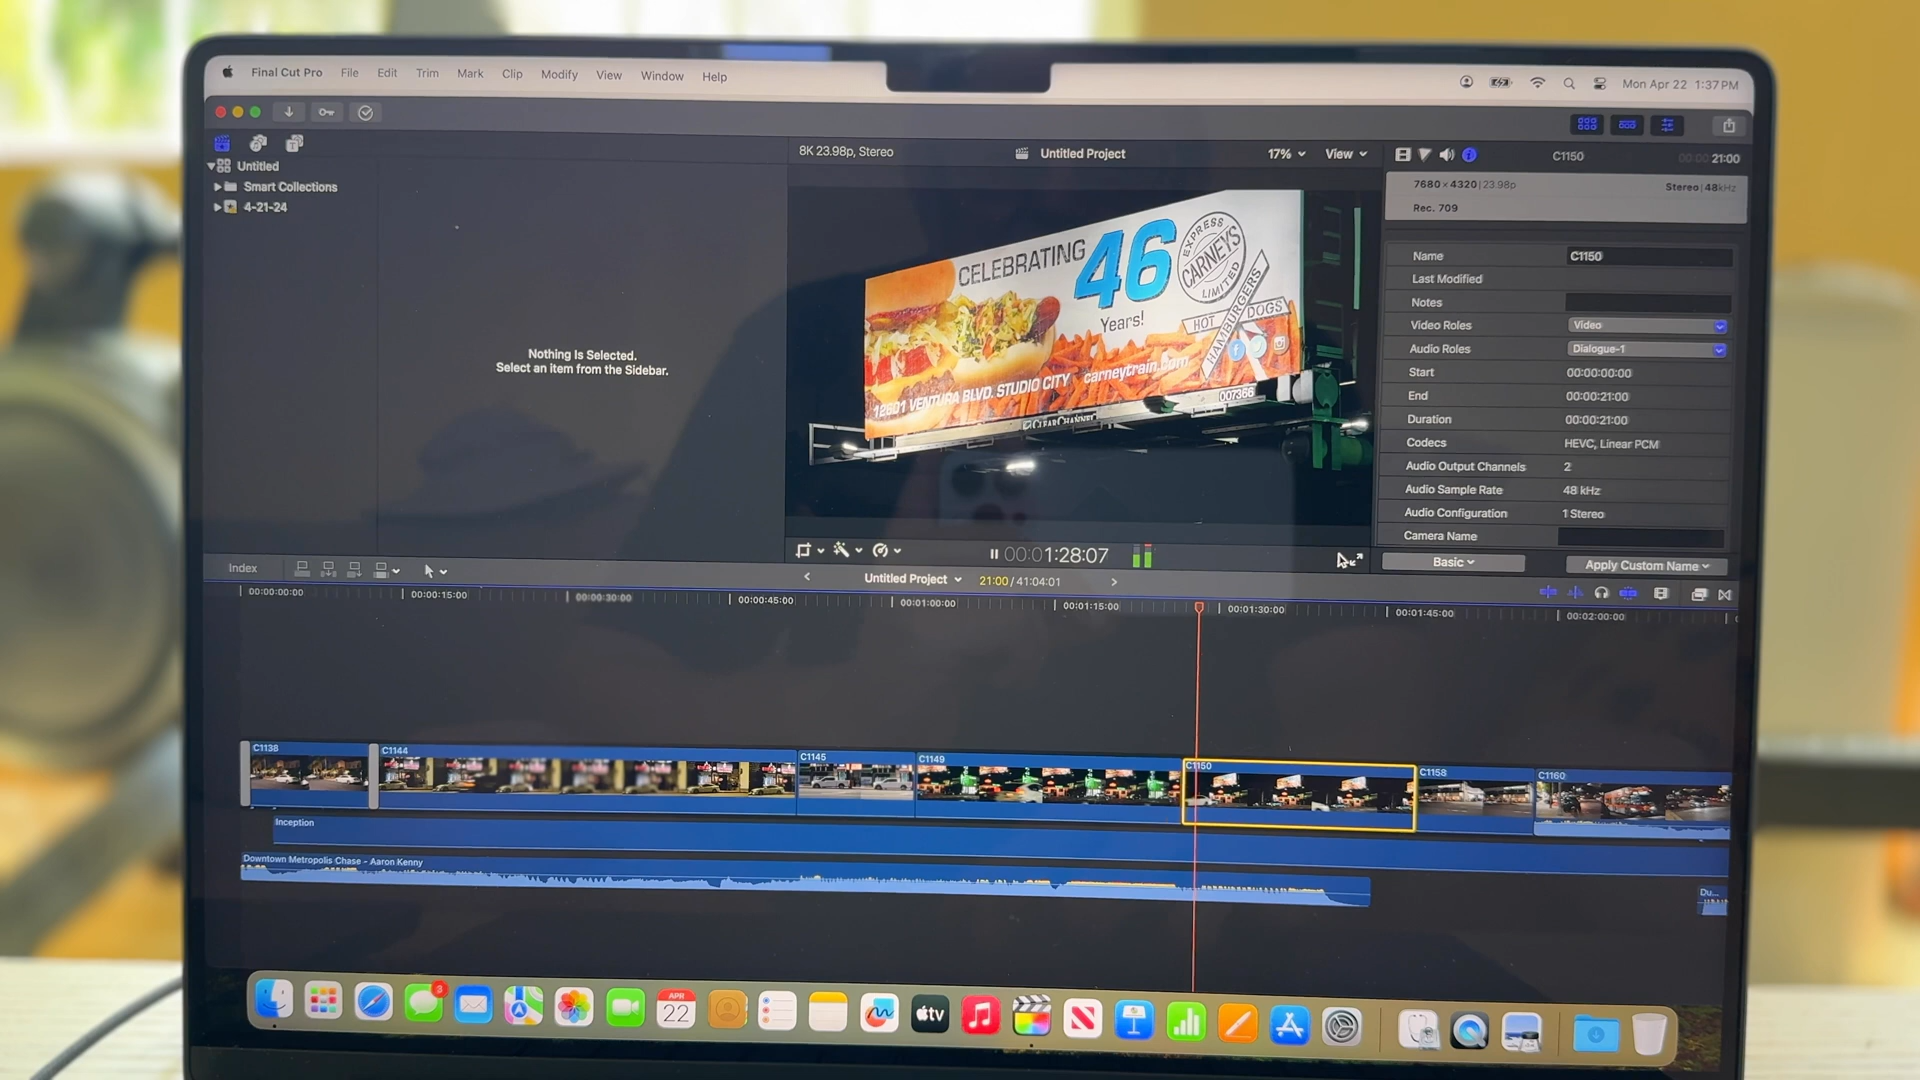 Final Cut Pro File Edit Trim Mark Clip Modify View Window Help
Mon Apr 22 1:37PM
Untitled
Smart Collections
4-21-24
Nothing Is Selected.
Select an item from the Sidebar.
8K 23.98p, Stereo
Untitled Project
17%
View
CELEBRATING
46
Years!
EXPRESS
CARNEYS
LIMITED
HAMBURGERS
HOT DOGS
12601 VENTURA BLVD. STUDIO CITY carneytrain.com
007366
CLEARCHANNEL
00:00:1:28:07
C1150
00:00:21:00
7680 × 4320 | 23.98p
Stereo | 48kHz
Rec. 709
Name C1150
Last Modified
Notes
Video Roles Video
Audio Roles Dialogue-1
Start 00:00:00:00
End 00:00:21:00
Duration 00:00:21:00
Codecs HEVC, Linear PCM
Audio Output Channels 2
Audio Sample Rate 48 kHz
Audio Configuration 1 Stereo
Camera Name
Basic
Apply Custom Name
Index
Untitled Project
21:00 / 41:04:01
00:00:00:00 00:00:15:00 00:00:30:00 00:00:45:00 00:01:00:00 00:01:15:00 00:01:30:00 00:01:45:00 00:02:00:00
C1138 C1144 C1145 C1149 C1150 C1158 C1160
Inception
Downtown Metropolis Chase - Aaron Kenny
Du...
3
APR
22
tv